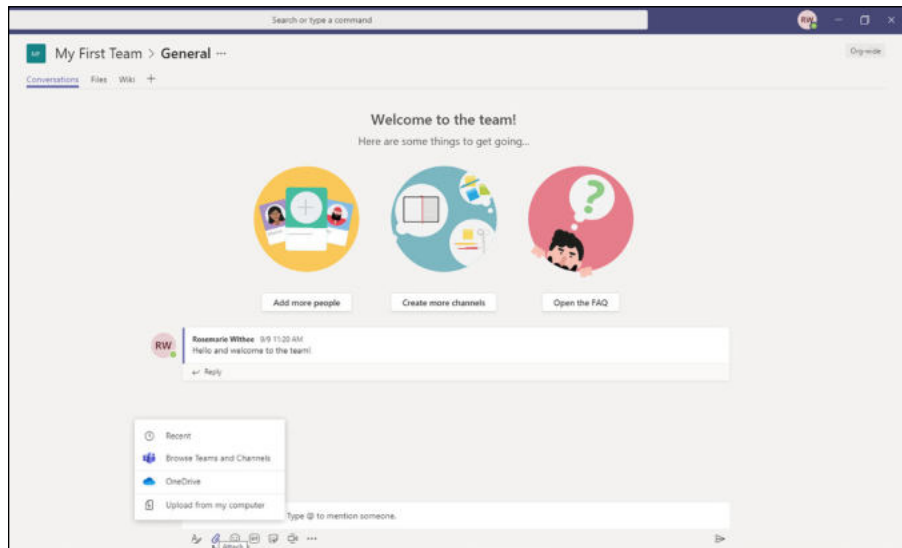 Search or type a command
RW
My First Team > General ...
Org-wide
Conversations Files Wiki +
Welcome to the team!
Here are some things to get going...
Add more people
Create more channels
Open the FAQ
RW
Rosemarie Withee 9/9 11:20 AM
Hello and welcome to the team!
Reply
Recent
Browse Teams and Channels
OneDrive
Upload from my computer
Type @ to mention someone.
Attach